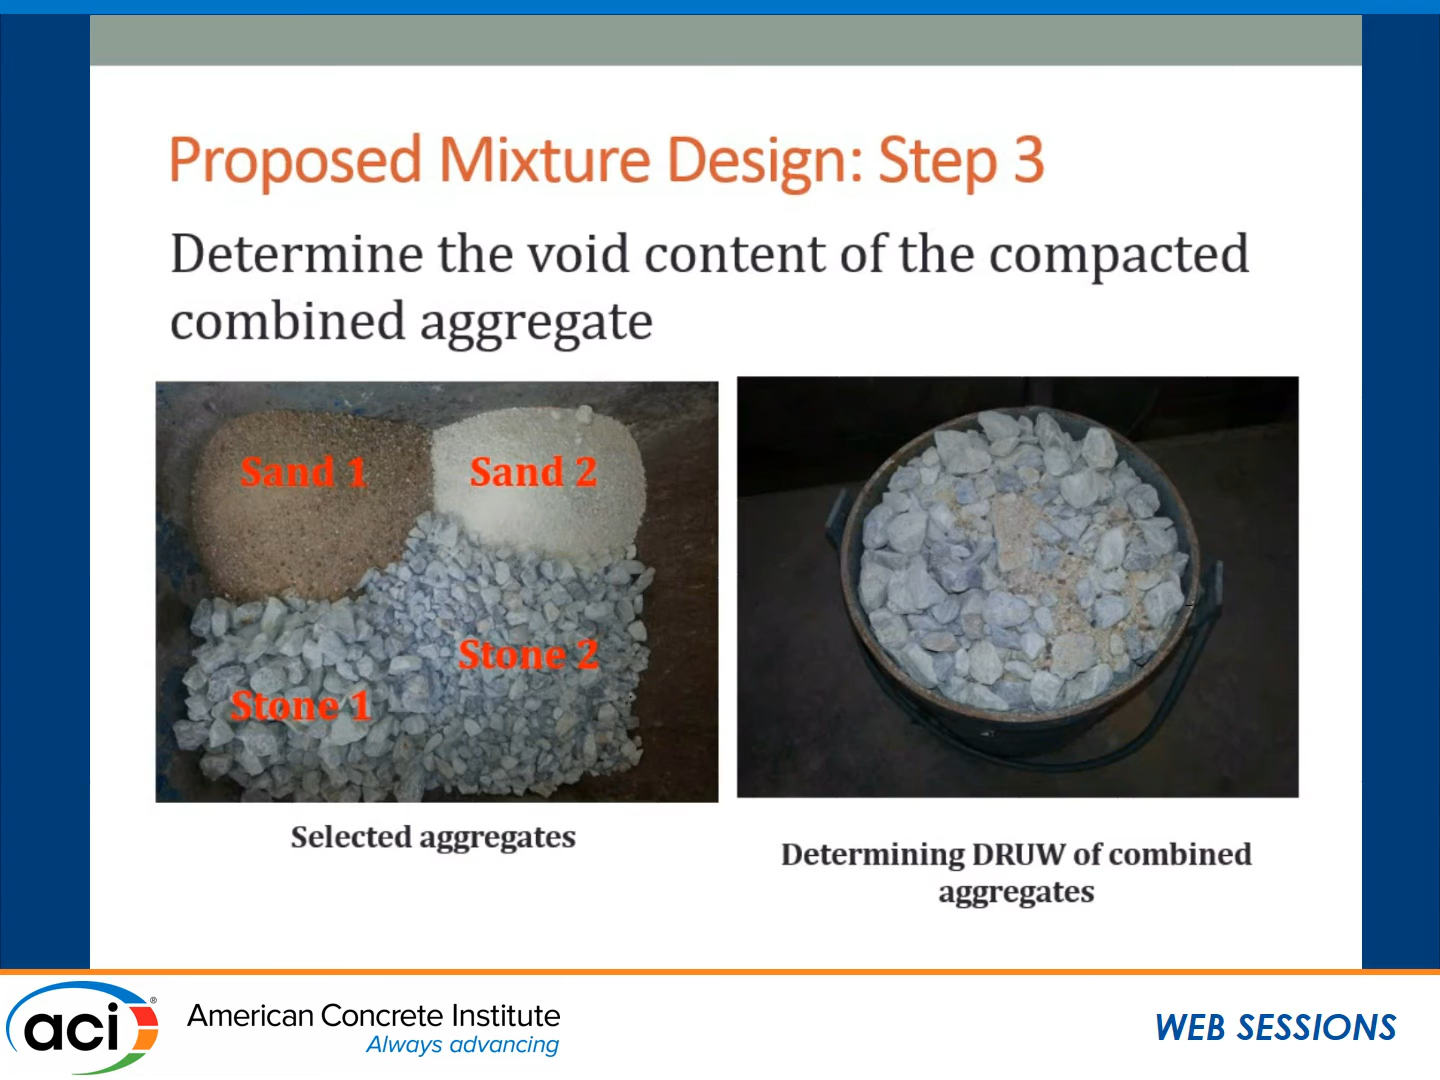 Proposed Mixture Design: Step 3
Determine the void content of the compacted
combined aggregate
Sand 1
Sand 2
Stone 2
Stone 1
Selected aggregates
Determining DRUW of combined
aggregates
aci®
American Concrete Institute
Always advancing
WEB SESSIONS